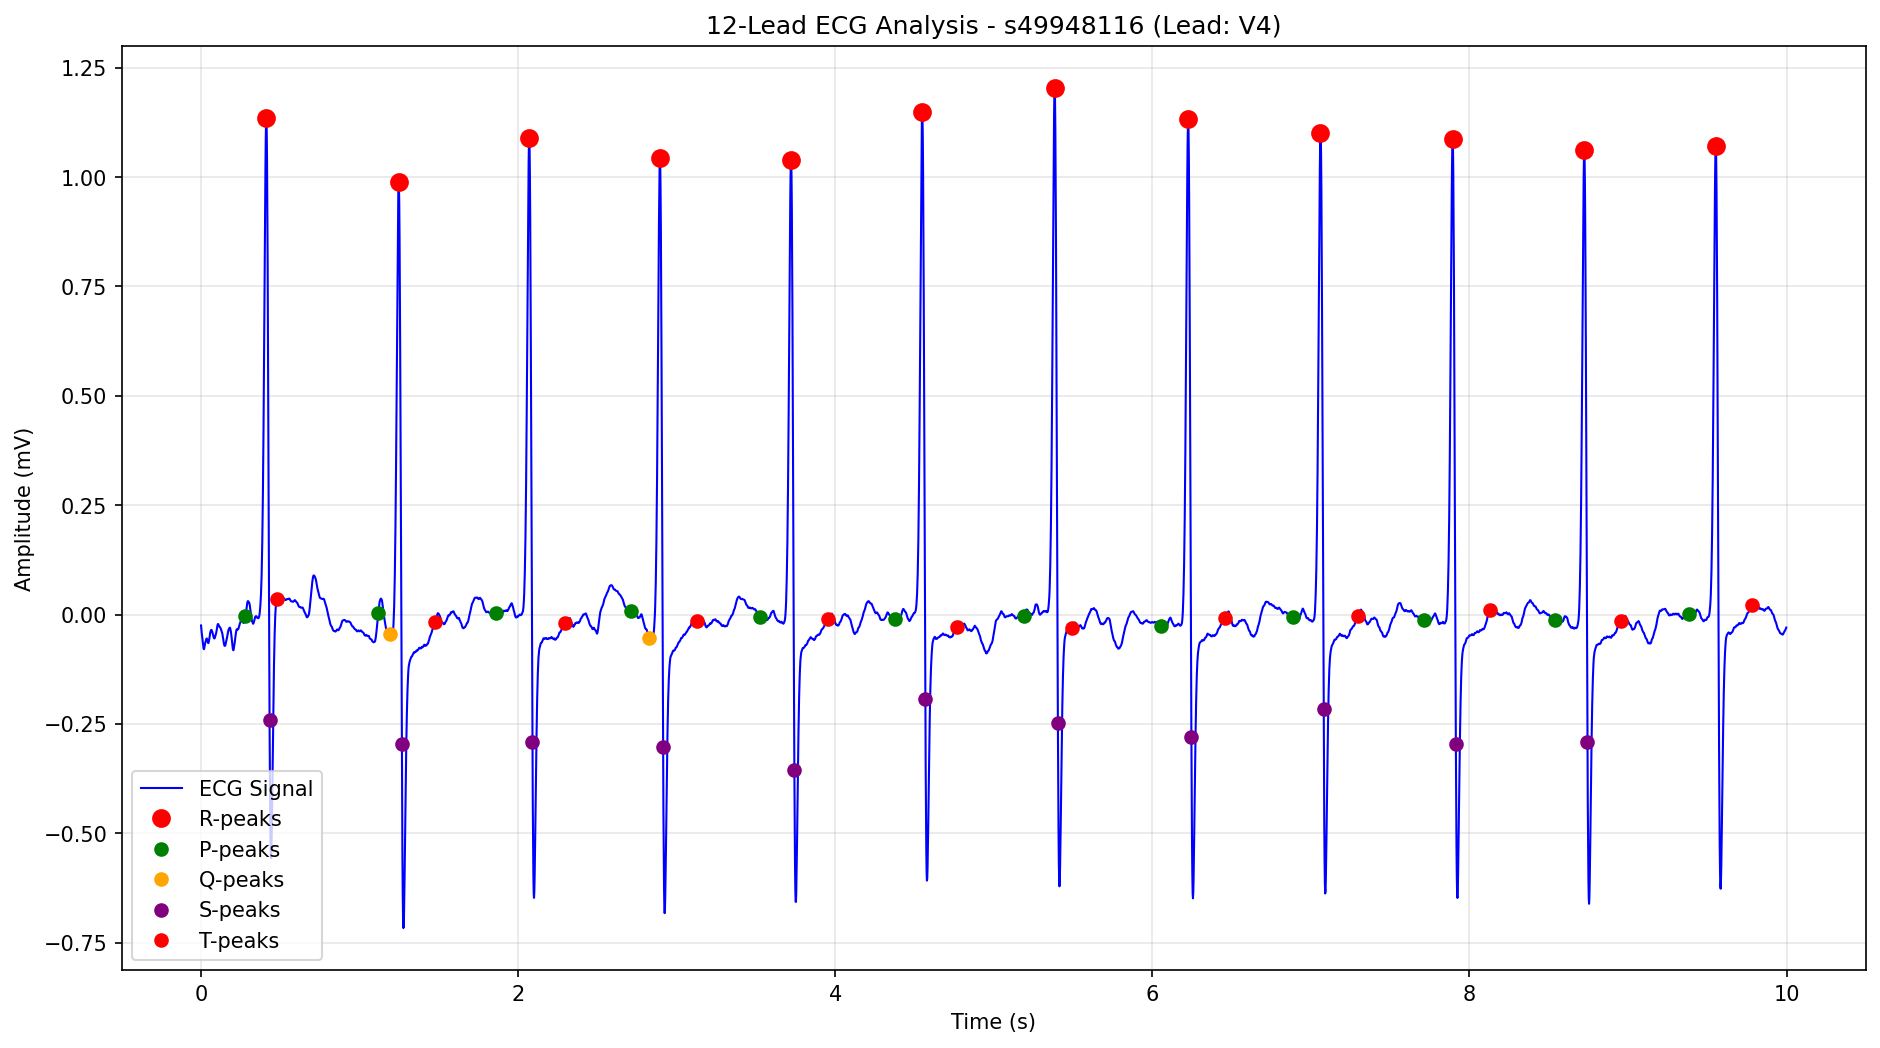 12-Lead ECG Analysis - s49948116 (Lead: V4)
Amplitude (mV)
1.25
1.00
0.75
0.50
0.25
0.00
−0.25
−0.50
−0.75
ECG Signal
R-peaks
P-peaks
Q-peaks
S-peaks
T-peaks
0 2 4 6 8 10
Time (s)